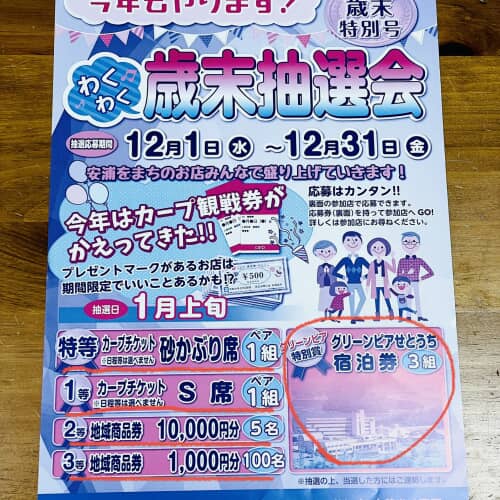 今年もやります!
歳末
特別号
わくわく
歳末抽選会
抽選応募期間 12月1日水 ~12月31日金
安浦をまちのお店みんなで盛り上げていきます!
今年はカープ観戦券が
かえってきた!!
応募はカンタン!!
裏面の参加店で応募できます。
応募券(裏面)を持って参加店へGO!
詳しくは参加店にお尋ねください。
¥500
プレゼントマークがあるお店は
期間限定でいいことあるかも!?
抽選日 1月上旬
特等 カープチケット 砂かぶり席 ペア1組
※日程等は選べません
1等 カープチケット S席 ペア1組
※日程等は選べません
2等 地域商品券 10,000円分 5名
3等 地域商品券 1,000円分 100名
グリーンピア
特別賞
グリーンピアせとうち
宿泊券 3組
※抽選の上、当選した方にはご連絡します。